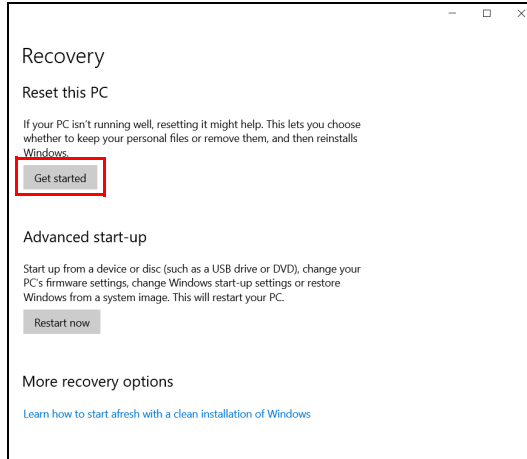 Recovery
Reset this PC
If your PC isn't running well, resetting it might help. This lets you choose
whether to keep your personal files or remove them, and then reinstalls
Windows.
Get started
Advanced start-up
Start up from a device or disc (such as a USB drive or DVD), change your
PC's firmware settings, change Windows start-up settings or restore
Windows from a system image. This will restart your PC.
Restart now
More recovery options
Learn how to start afresh with a clean installation of Windows